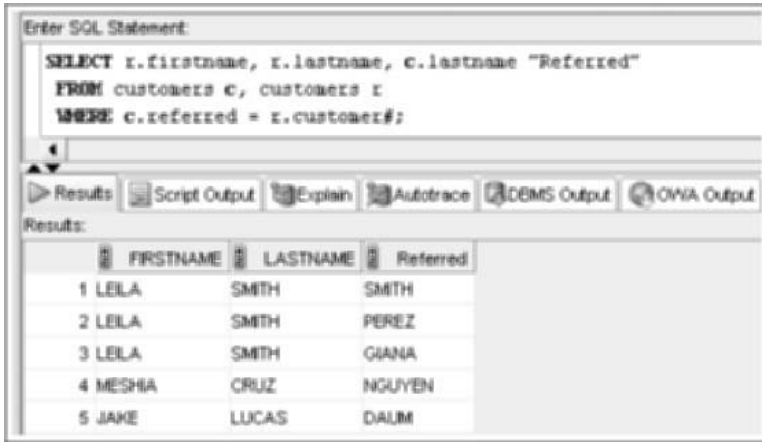 Enter SQL Statement:
SELECT r.firstname, r.lastname, c.lastname "Referred"
FROM customers c, customers r
WHERE c.referred = r.customer#;
Results Script Output Explain Autotrace DBMS Output OWA Output
Results:
FIRSTNAME LASTNAME Referred
1 LEILA SMITH SMITH
2 LEILA SMITH PEREZ
3 LEILA SMITH GIANA
4 MESHIA CRUZ NGUYEN
5 JAKE LUCAS DAUM